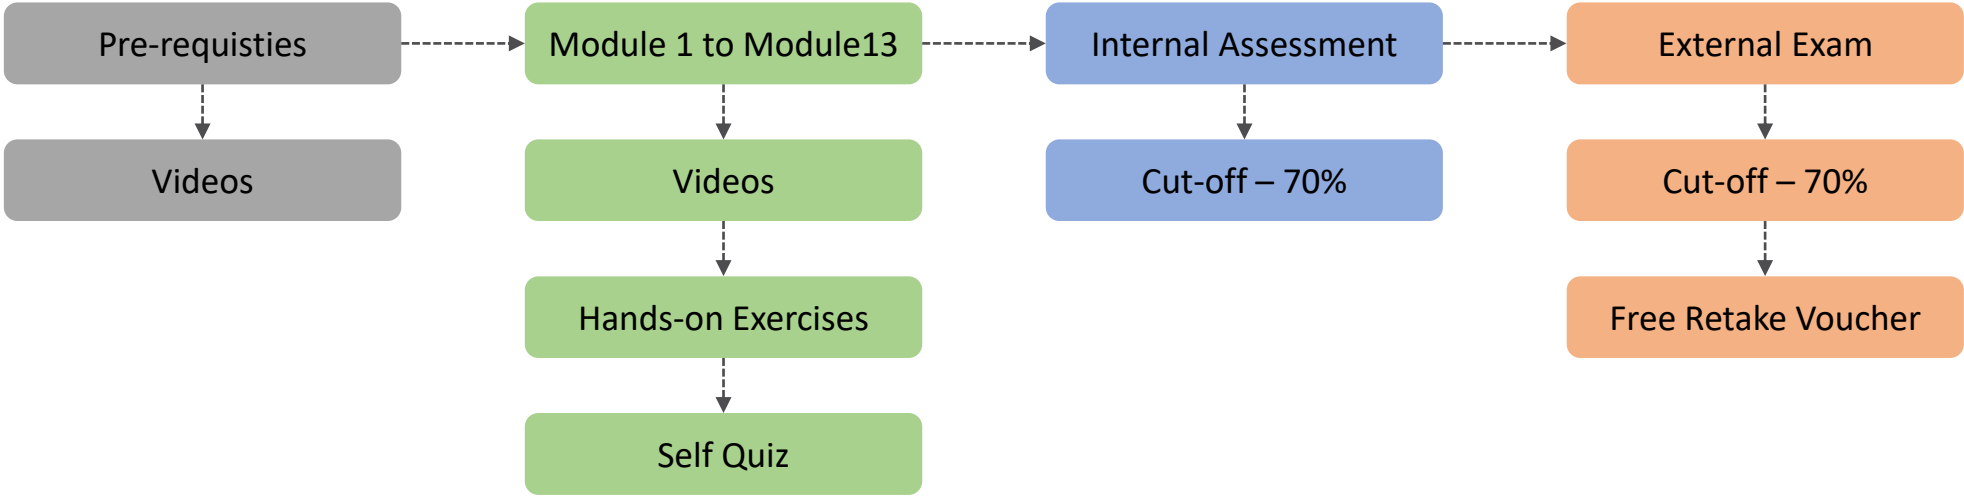 Pre-requisties
Module 1 to Module13
Internal Assessment
External Exam
Videos
Videos
Cut-off – 70%
Cut-off – 70%
Hands-on Exercises
Free Retake Voucher
Self Quiz